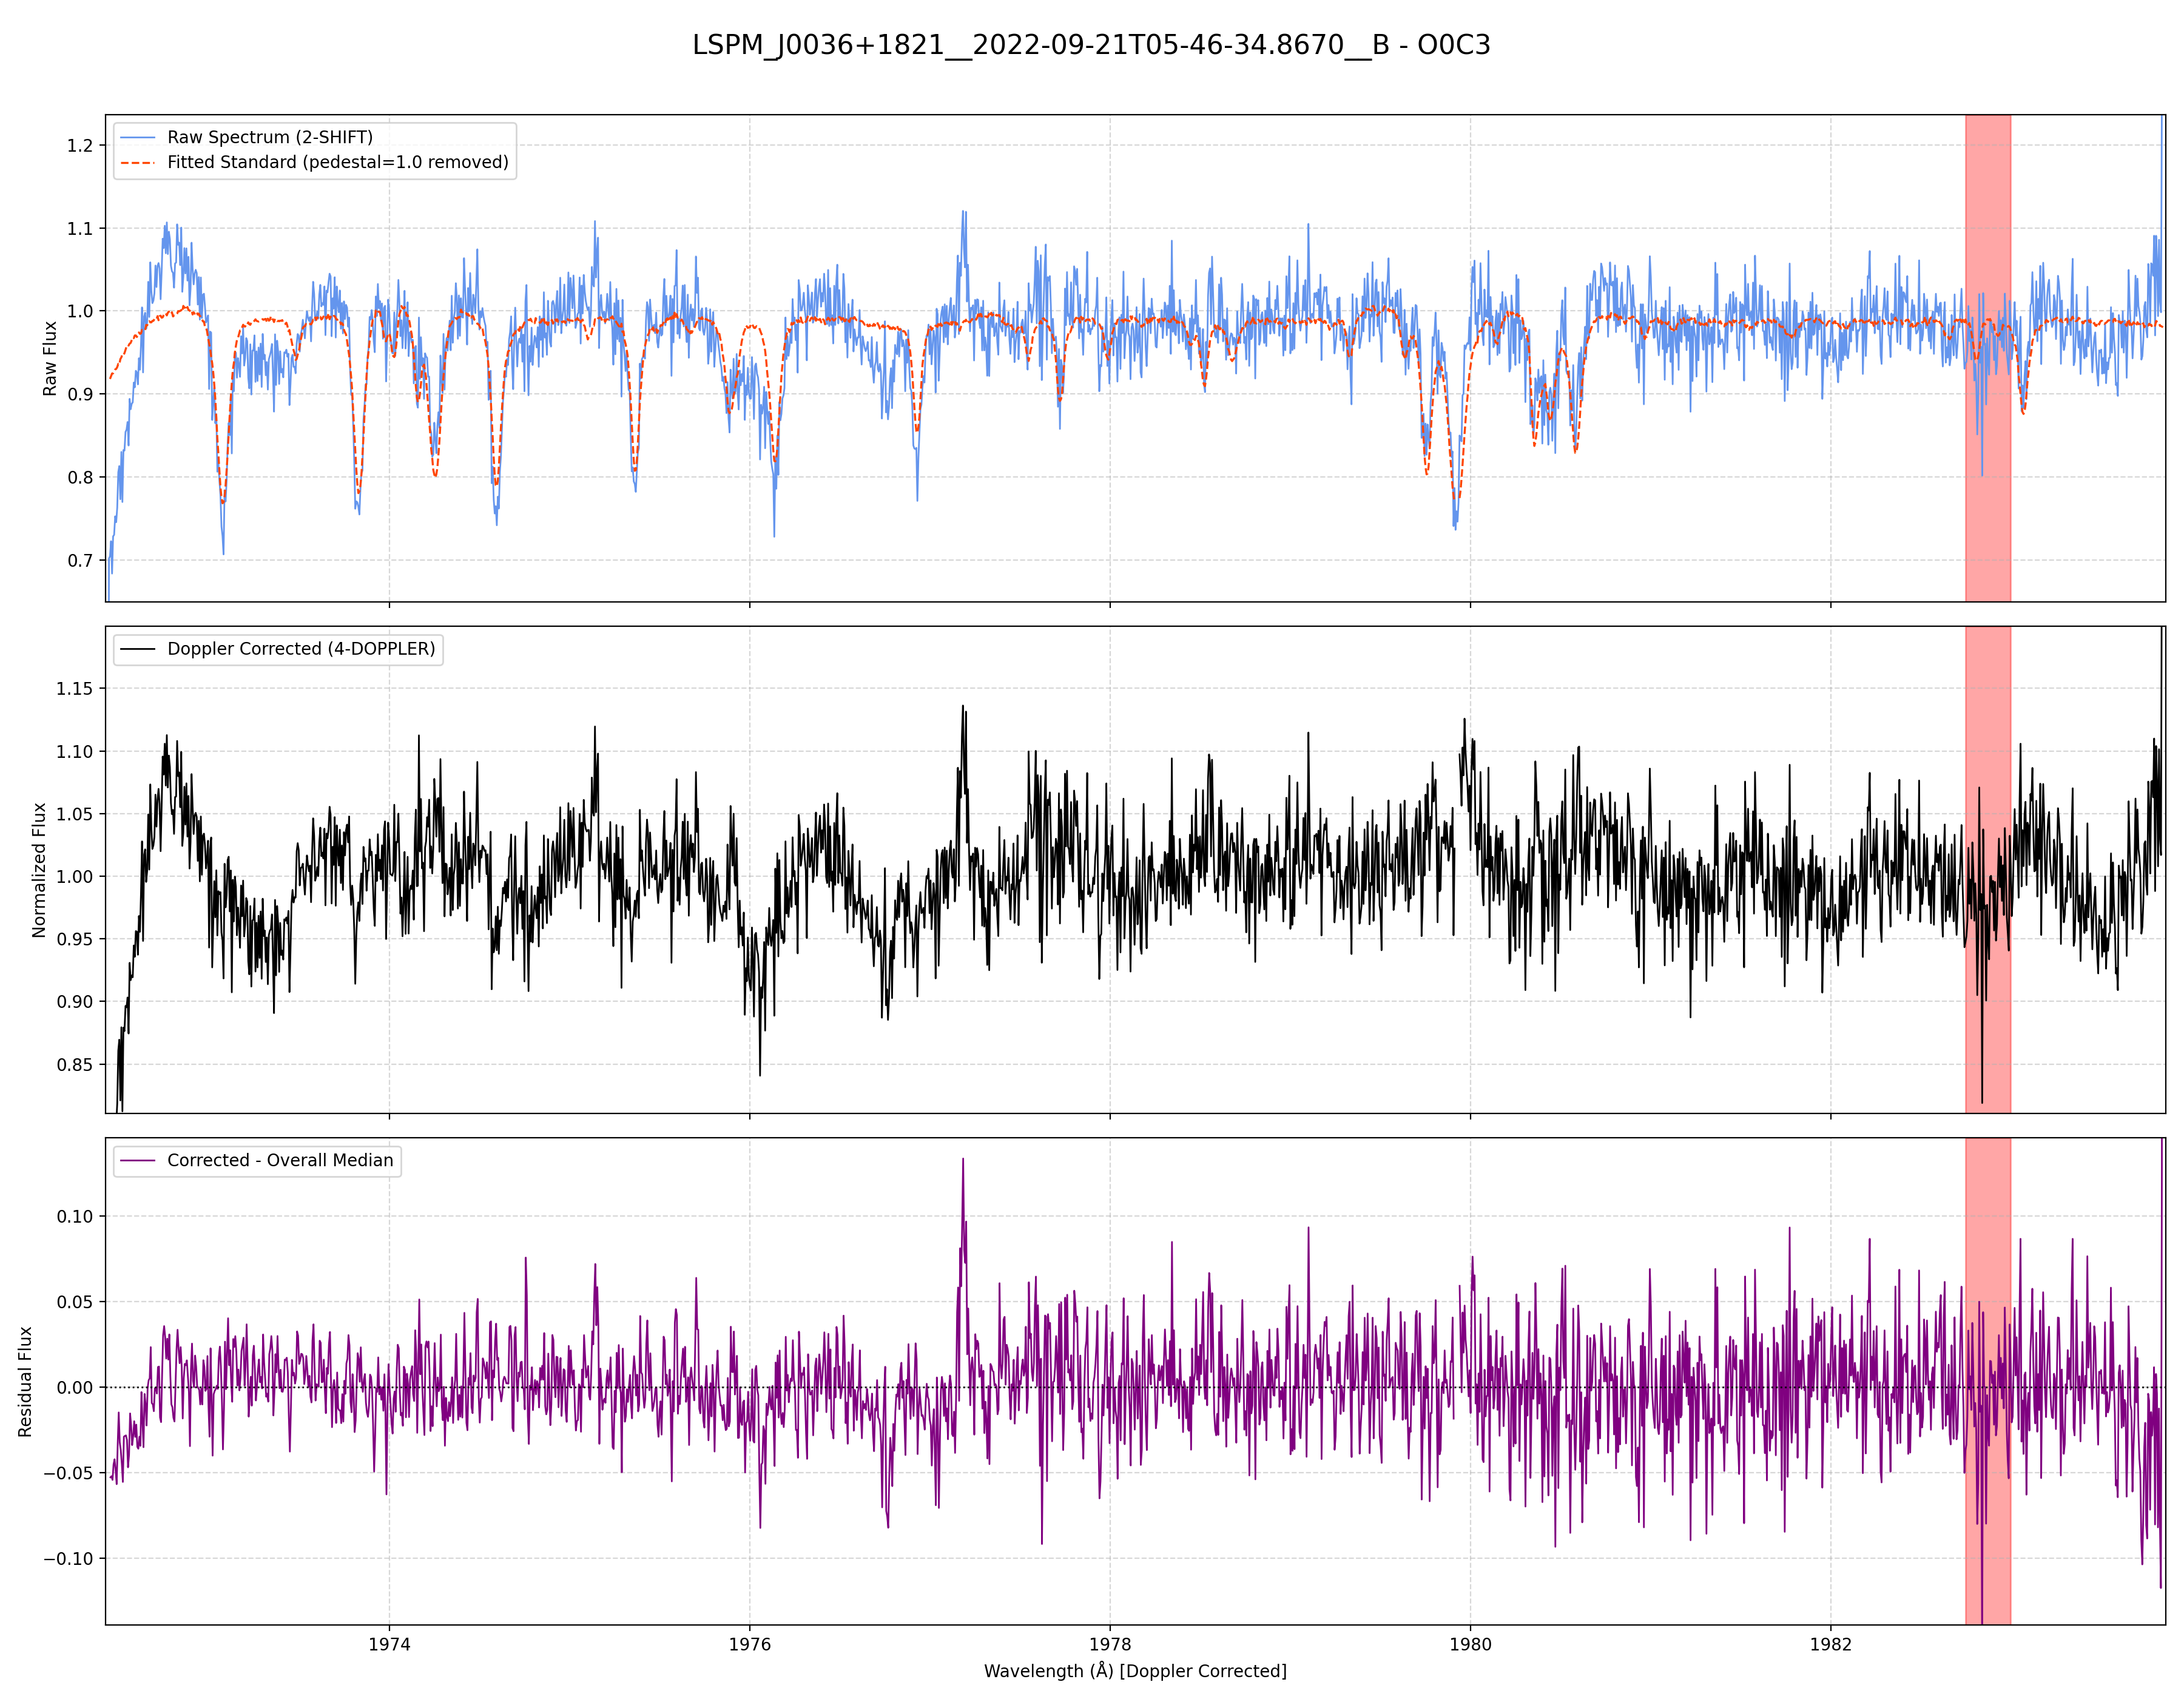 LSPM_J0036+1821__2022-09-21T05-46-34.8670__B - O0C3
Raw Spectrum (2-SHIFT)
Fitted Standard (pedestal=1.0 removed)
1.2
1.1
1.0
0.9
0.8
0.7
Raw Flux
Doppler Corrected (4-DOPPLER)
1.15
1.10
1.05
1.00
0.95
0.90
0.85
Normalized Flux
Corrected - Overall Median
0.10
0.05
0.00
−0.05
−0.10
Residual Flux
1974 1976 1978 1980 1982
Wavelength (Å) [Doppler Corrected]